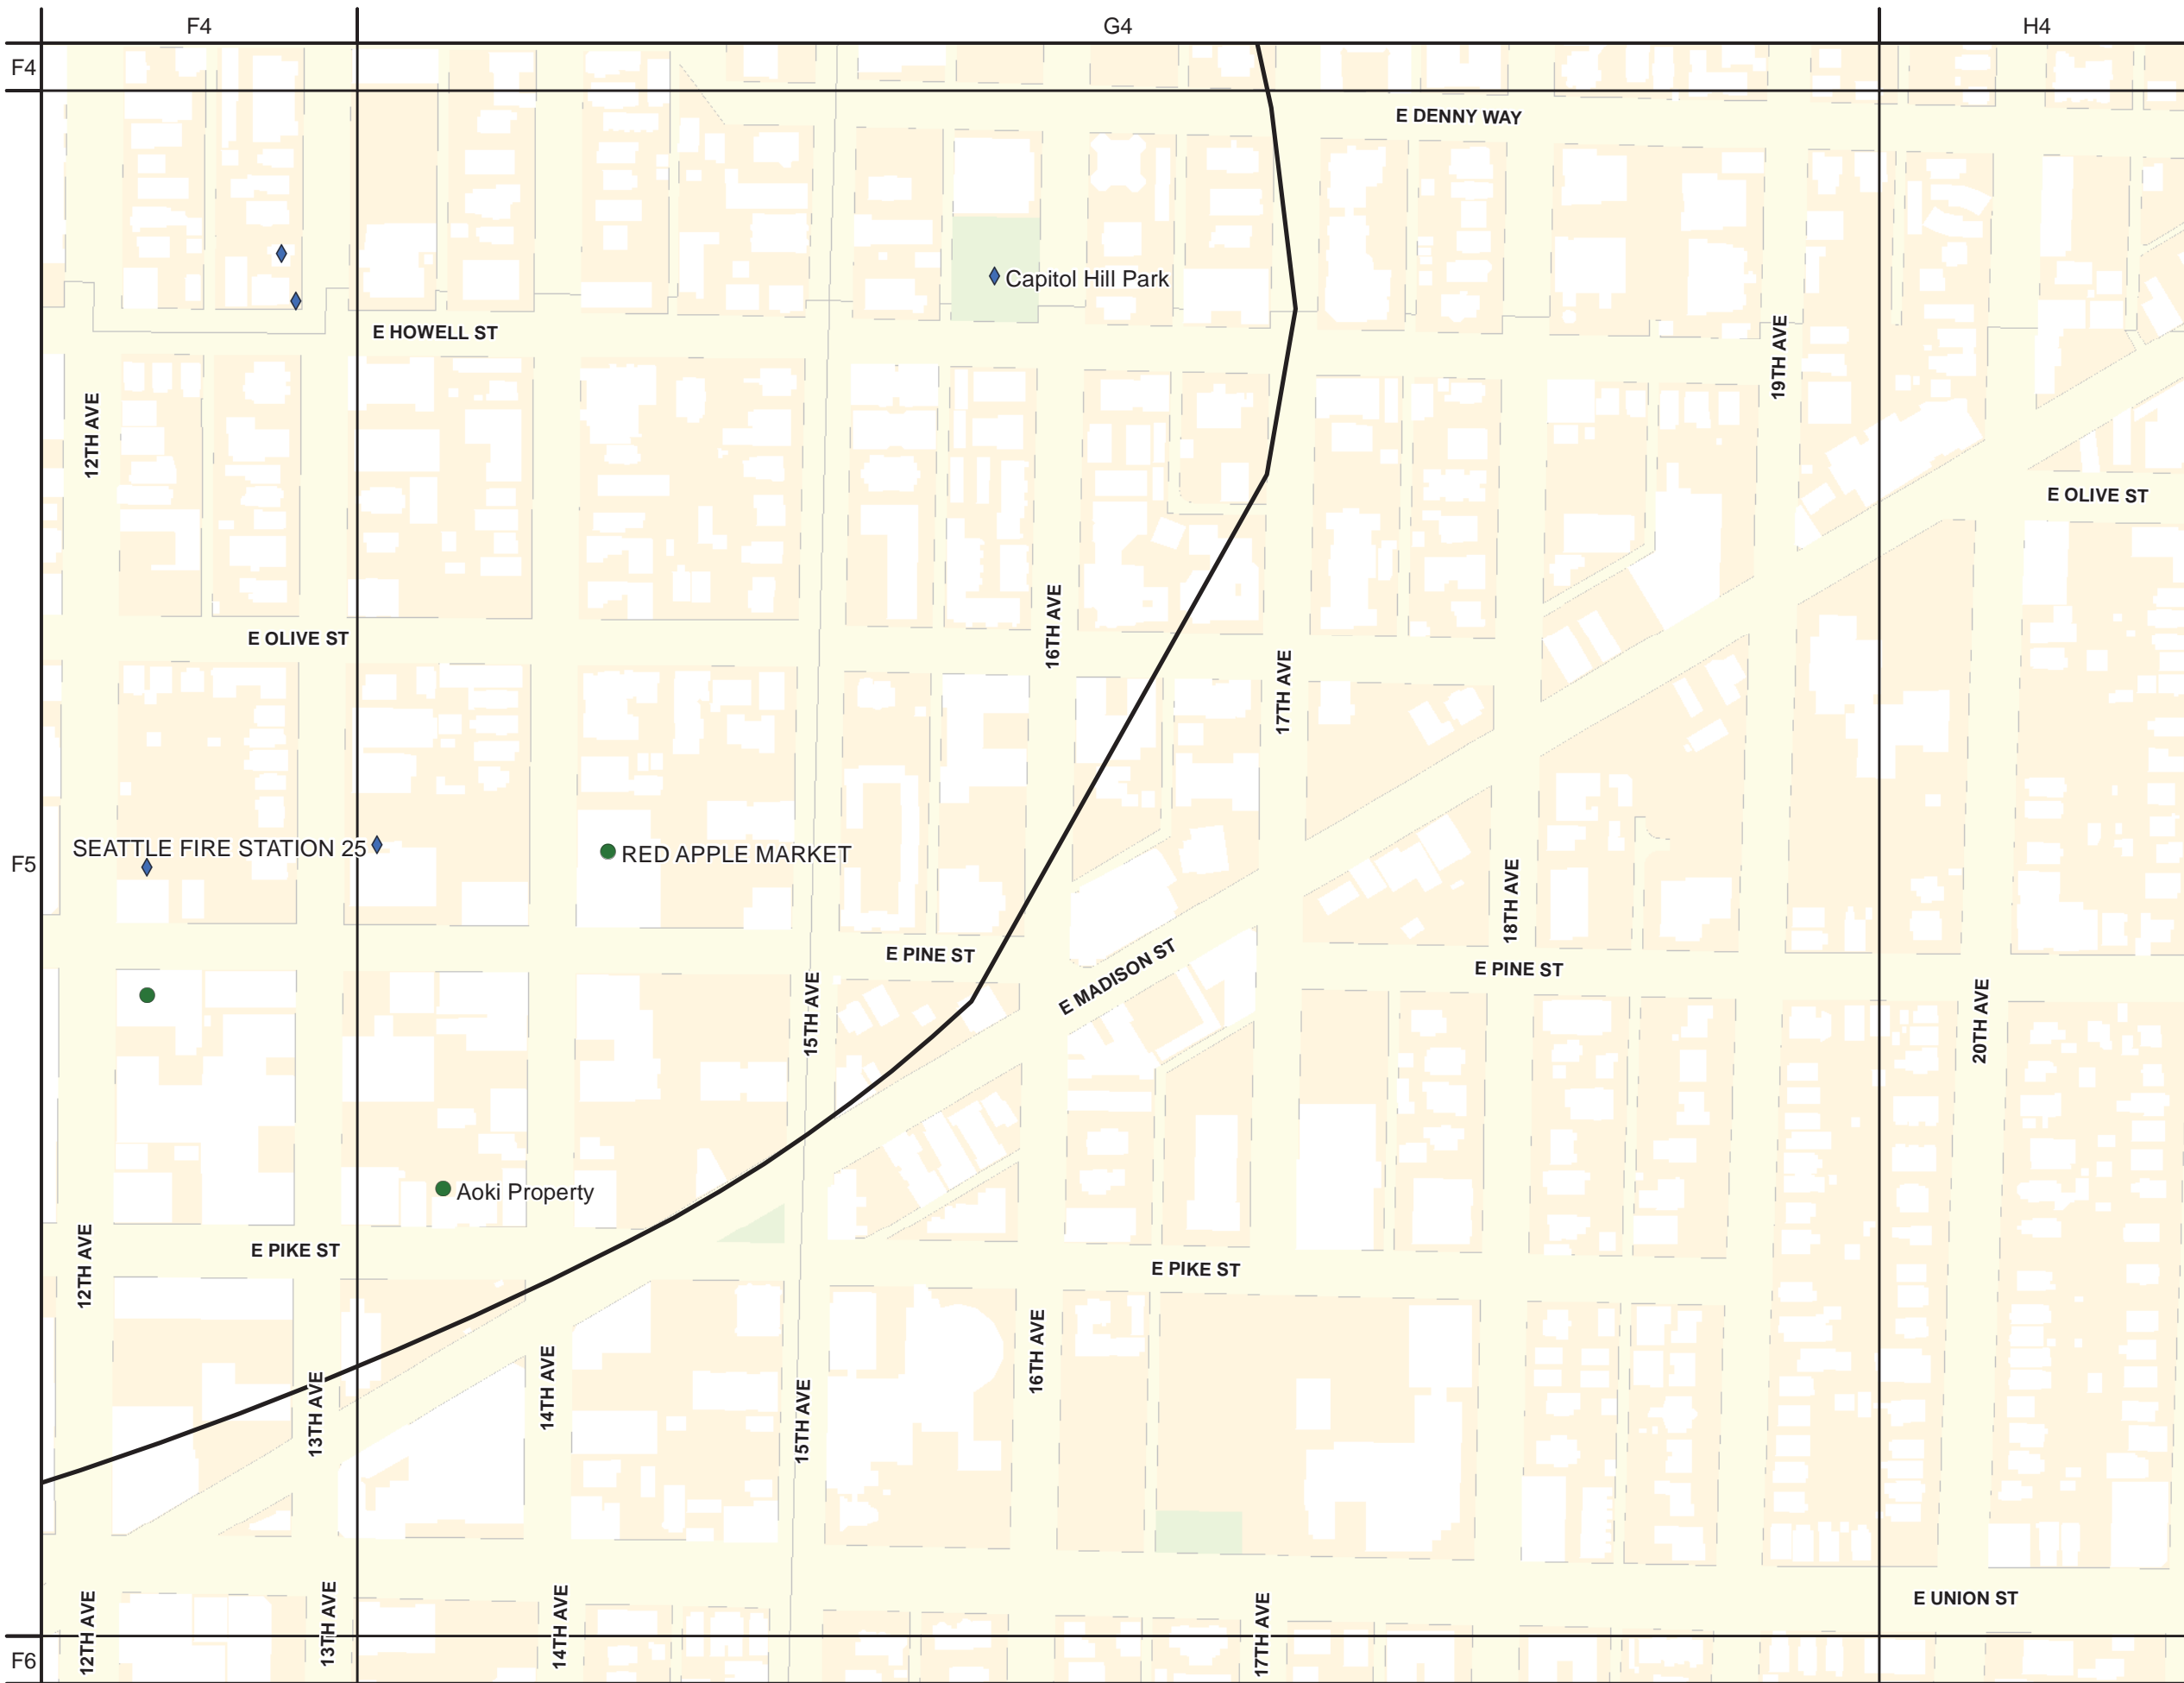 F4
G4
H4
F4
E DENNY WAY
Capitol Hill Park
E HOWELL ST
19TH AVE
12TH AVE
E OLIVE ST
16TH AVE
E OLIVE ST
17TH AVE
SEATTLE FIRE STATION 25
RED APPLE MARKET
F5
18TH AVE
E PINE ST
E MADISON ST
E PINE ST
15TH AVE
20TH AVE
Aoki Property
12TH AVE
E PIKE ST
E PIKE ST
16TH AVE
14TH AVE
13TH AVE
15TH AVE
E UNION ST
12TH AVE
13TH AVE
14TH AVE
17TH AVE
F6